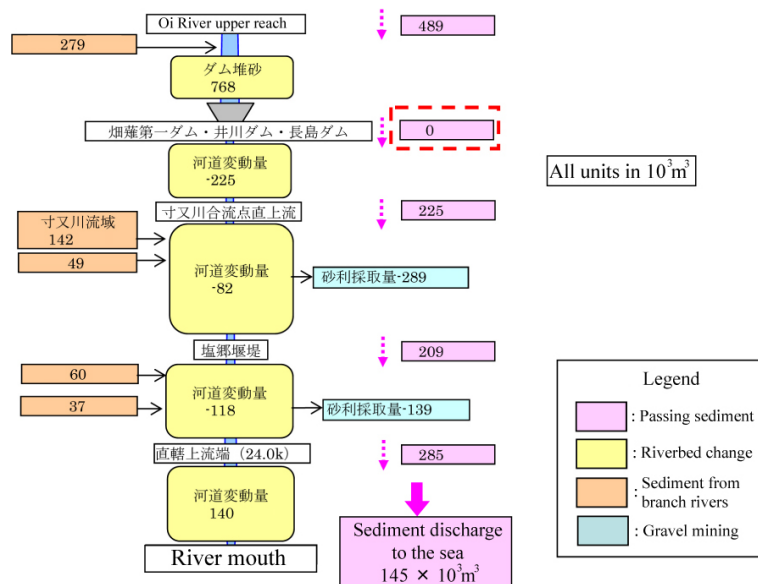 Oi River upper reach
489
279
ダム堆砂
768
畑薙第一ダム・井川ダム・長島ダム
0
河道変動量
-225
All units in 10³m³
寸又川合流点直上流
225
寸又川流域
142
49
河道変動量
-82
砂利採取量-289
塩郷堰堤
209
60
37
河道変動量
-118
砂利採取量-139
直轄上流端（24.0k）
285
河道変動量
140
River mouth
Sediment discharge
to the sea
145 × 10³m³
Legend
: Passing sediment
: Riverbed change
: Sediment from
branch rivers
: Gravel mining